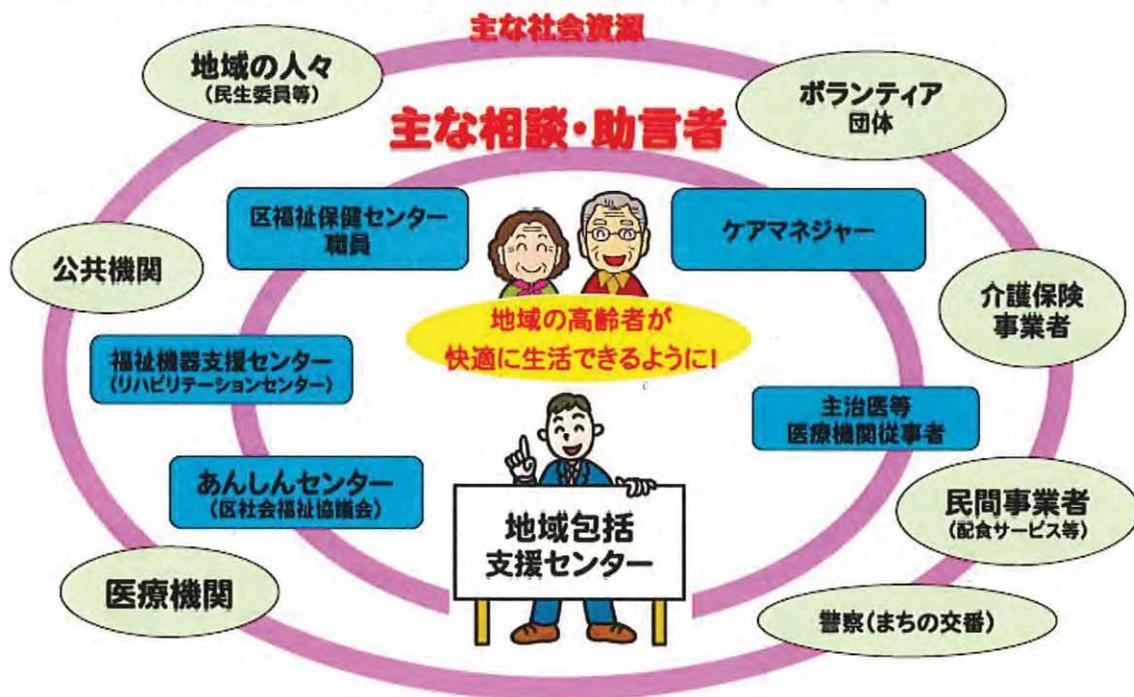 主な社会資源
地域の人々
(民生委員等)
ボランティア
団体
主な相談・助言者
区福祉保健センター
職員
ケアマネジャー
公共機関
介護保険
事業者
地域の高齢者が
快適に生活できるように!
福祉機器支援センター
(リハビリテーションセンター)
主治医等
医療機関従事者
あんしんセンター
(区社会福祉協議会)
民間事業者
(配食サービス等)
地域包括
支援センター
医療機関
警察(まちの交番)